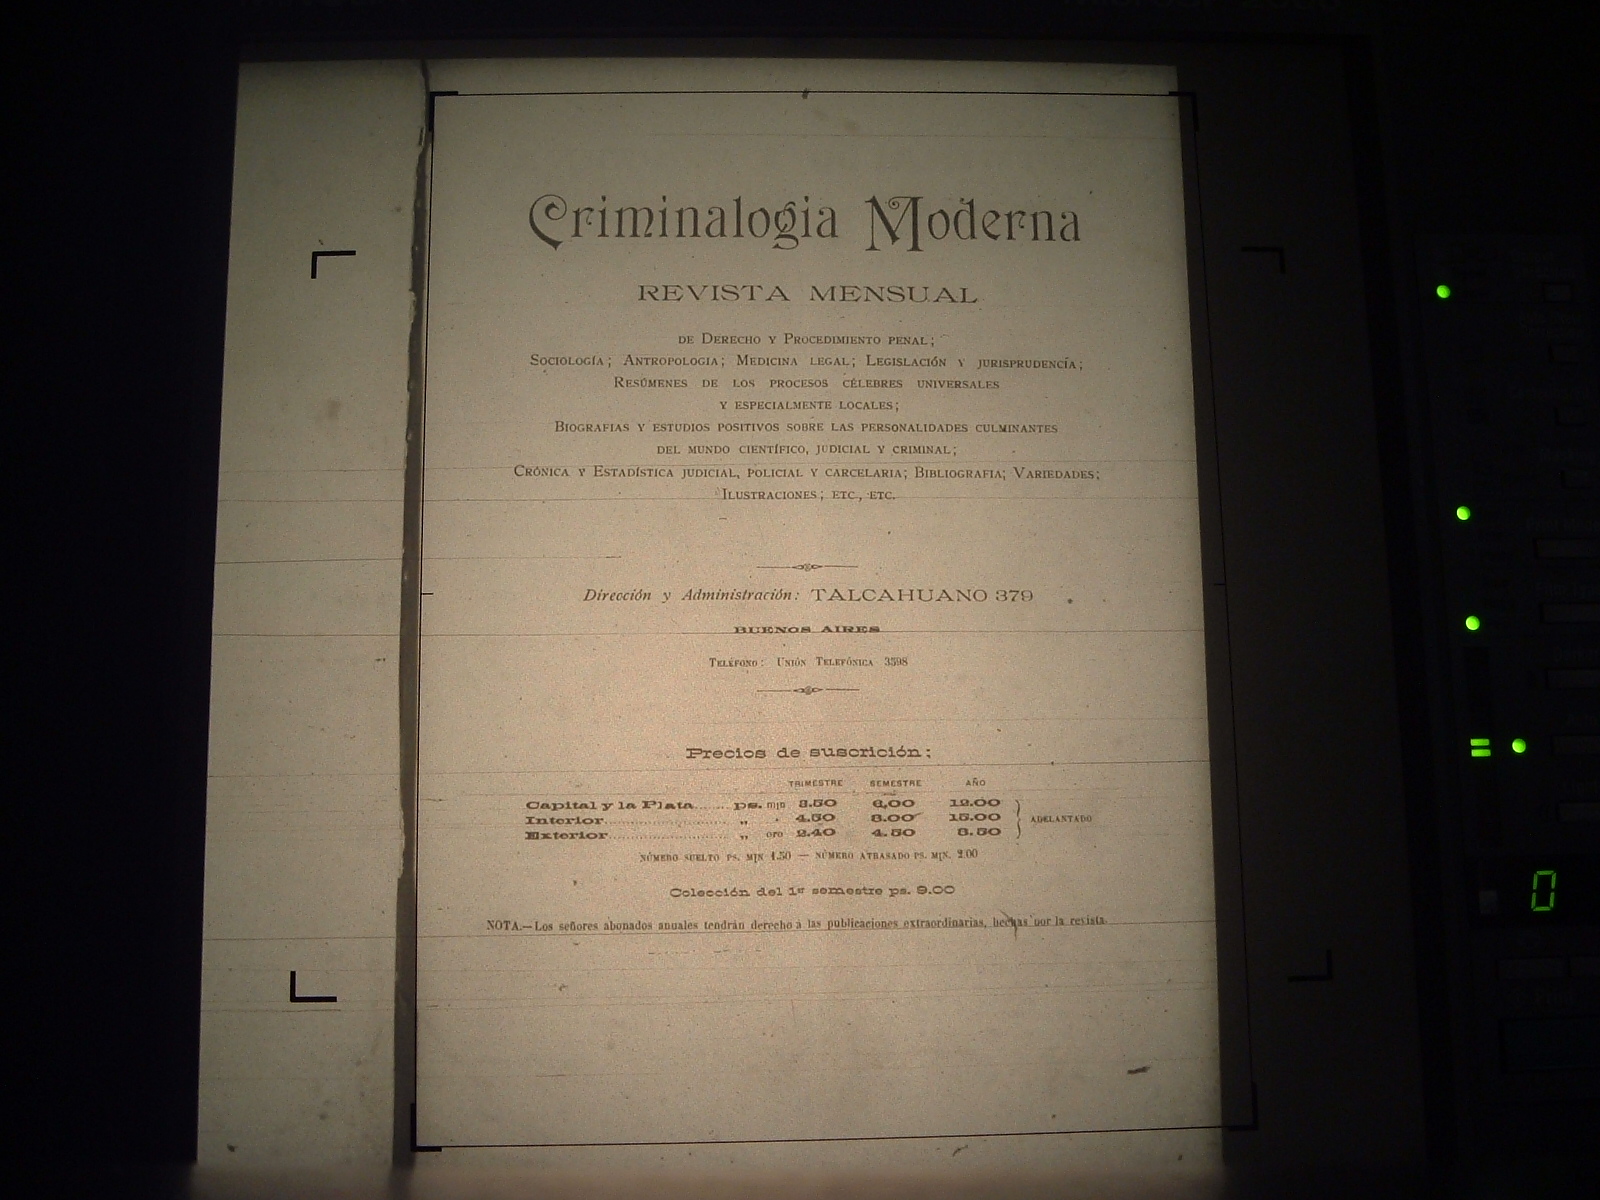 Criminalogia Moderna
REVISTA MENSUAL
DE DERECHO Y PROCEDIMIENTO PENAL;
SOCIOLOGÍA; ANTROPOLOGIA; MEDICINA LEGAL; LEGISLACIÓN Y JURISPRUDENCÍA;
RESÚMENES DE LOS PROCESOS CÉLEBRES UNIVERSALES
Y ESPECIALMENTE LOCALES;
BIOGRAFIAS Y ESTUDIOS POSITIVOS SOBRE LAS PERSONALIDADES CULMINANTES
DEL MUNDO CIENTÍFICO, JUDICIAL Y CRIMINAL;
CRÓNICA Y ESTADÍSTICA JUDICIAL, POLICIAL Y CARCELARIA; BIBLIOGRAFIA; VARIEDADES;
ILUSTRACIONES; ETC., ETC.
Dirección y Administración: TALCAHUANO 379
BUENOS AIRES
TELÉFONO: UNIÓN TELEFÓNICA 3598
Precios de suscrición:
TRIMESTRE SEMESTRE AÑO
Capital y la Plata...... ps. m|n 3.50 6,00 12.00
Interior.............................. „ 4.50 8.00 15.00 ADELANTADO
Exterior.............................. „ oro 2.40 4.50 8.50
NÚMERO SUELTO PS. M|N 1.50 — NÚMERO ATRASADO PS. M|N. 2.00
Colección del 1er semestre ps. 9.00
NOTA.—Los señores abonados anuales tendrán derecho à las publicaciones extraordinarias, hechas por la revista
0